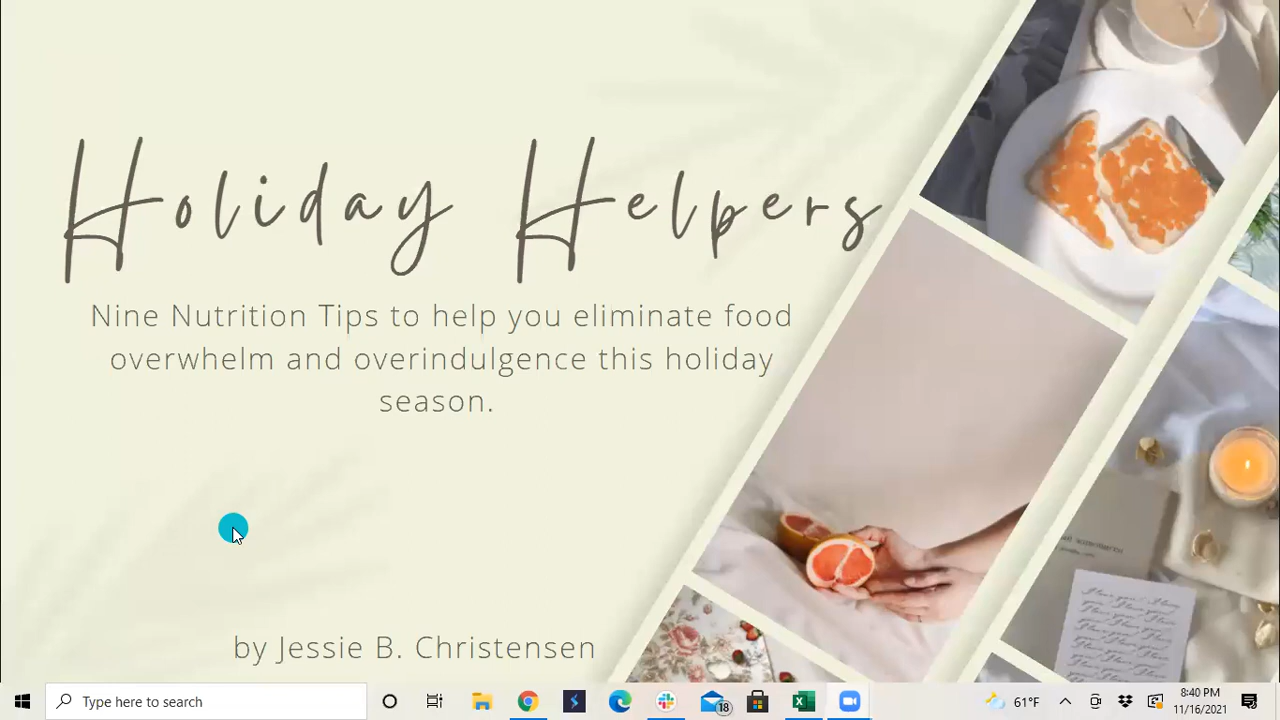 Holiday Helpers
Nine Nutrition Tips to help you eliminate food
overwhelm and overindulgence this holiday
season.
by Jessie B. Christensen
Type here to search
18
61°F
8:40 PM
11/16/2021